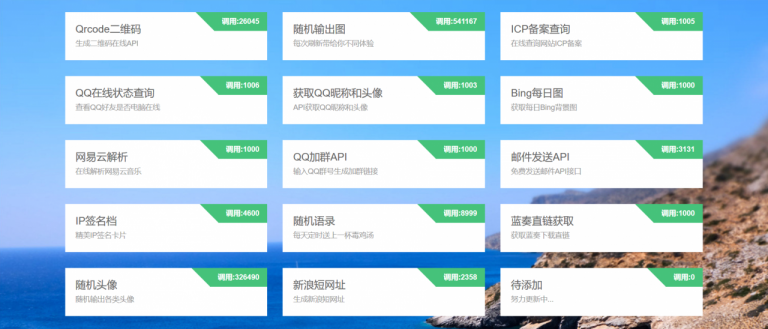 Qrcode二维码
调用:26045
生成二维码在线API
随机输出图
调用:541167
每次刷新带给你不同体验
ICP备案查询
调用:1005
在线查询网站ICP备案
QQ在线状态查询
调用:1006
查看QQ好友是否电脑在线
获取QQ昵称和头像
调用:1003
API获取QQ昵称和头像
Bing每日图
调用:1000
获取每日Bing背景图
网易云解析
调用:1000
在线解析网易云音乐
QQ加群API
调用:1000
输入QQ群号生成加群链接
邮件发送API
调用:3131
免费发送邮件API接口
IP签名档
调用:4600
精美IP签名卡片
随机语录
调用:8999
每天定时送上一杯毒鸡汤
蓝奏直链获取
调用:1000
获取蓝奏下载直链
随机头像
调用:326490
随机输出各类头像
新浪短网址
调用:2358
生成新浪短网址
待添加
调用:0
努力更新中...